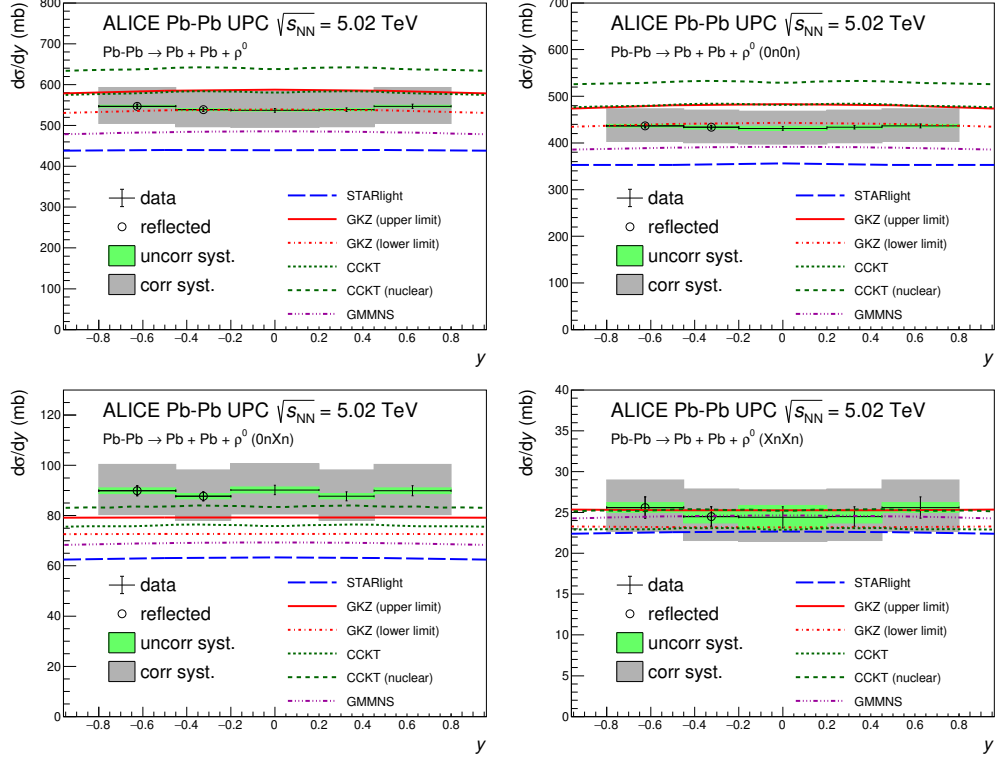 ALICE Pb-Pb UPC √sNN = 5.02 TeV
Pb-Pb → Pb + Pb + ρ0
dσ/dy (mb)
800
700
600
500
400
300
200
100
0
data
reflected
uncorr syst.
corr syst.
STARlight
GKZ (upper limit)
GKZ (lower limit)
CCKT
CCKT (nuclear)
GMMNS
−0.8 −0.6 −0.4 −0.2 0 0.2 0.4 0.6 0.8
y
ALICE Pb-Pb UPC √sNN = 5.02 TeV
Pb-Pb → Pb + Pb + ρ0 (0n0n)
dσ/dy (mb)
700
600
500
400
300
200
100
0
data
reflected
uncorr syst.
corr syst.
STARlight
GKZ (upper limit)
GKZ (lower limit)
CCKT
CCKT (nuclear)
GMMNS
−0.8 −0.6 −0.4 −0.2 0 0.2 0.4 0.6 0.8
y
ALICE Pb-Pb UPC √sNN = 5.02 TeV
Pb-Pb → Pb + Pb + ρ0 (0nXn)
dσ/dy (mb)
120
100
80
60
40
20
0
data
reflected
uncorr syst.
corr syst.
STARlight
GKZ (upper limit)
GKZ (lower limit)
CCKT
CCKT (nuclear)
GMMNS
−0.8 −0.6 −0.4 −0.2 0 0.2 0.4 0.6 0.8
y
ALICE Pb-Pb UPC √sNN = 5.02 TeV
Pb-Pb → Pb + Pb + ρ0 (XnXn)
dσ/dy (mb)
40
35
30
25
20
15
10
5
0
data
reflected
uncorr syst.
corr syst.
STARlight
GKZ (upper limit)
GKZ (lower limit)
CCKT
CCKT (nuclear)
GMMNS
−0.8 −0.6 −0.4 −0.2 0 0.2 0.4 0.6 0.8
y